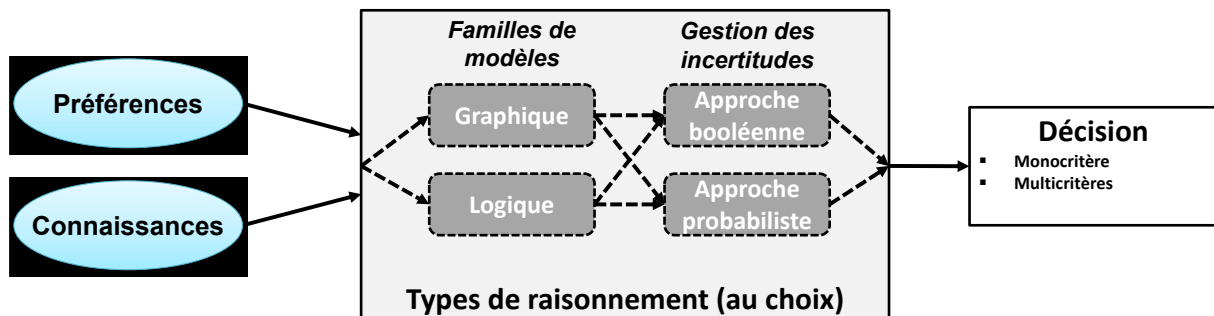 Préférences
Connaissances
Familles de
modèles
Gestion des
incertitudes
Graphique
Approche
booléenne
Logique
Approche
probabiliste
Types de raisonnement (au choix)
Décision
▪ Monocritère
▪ Multicritères